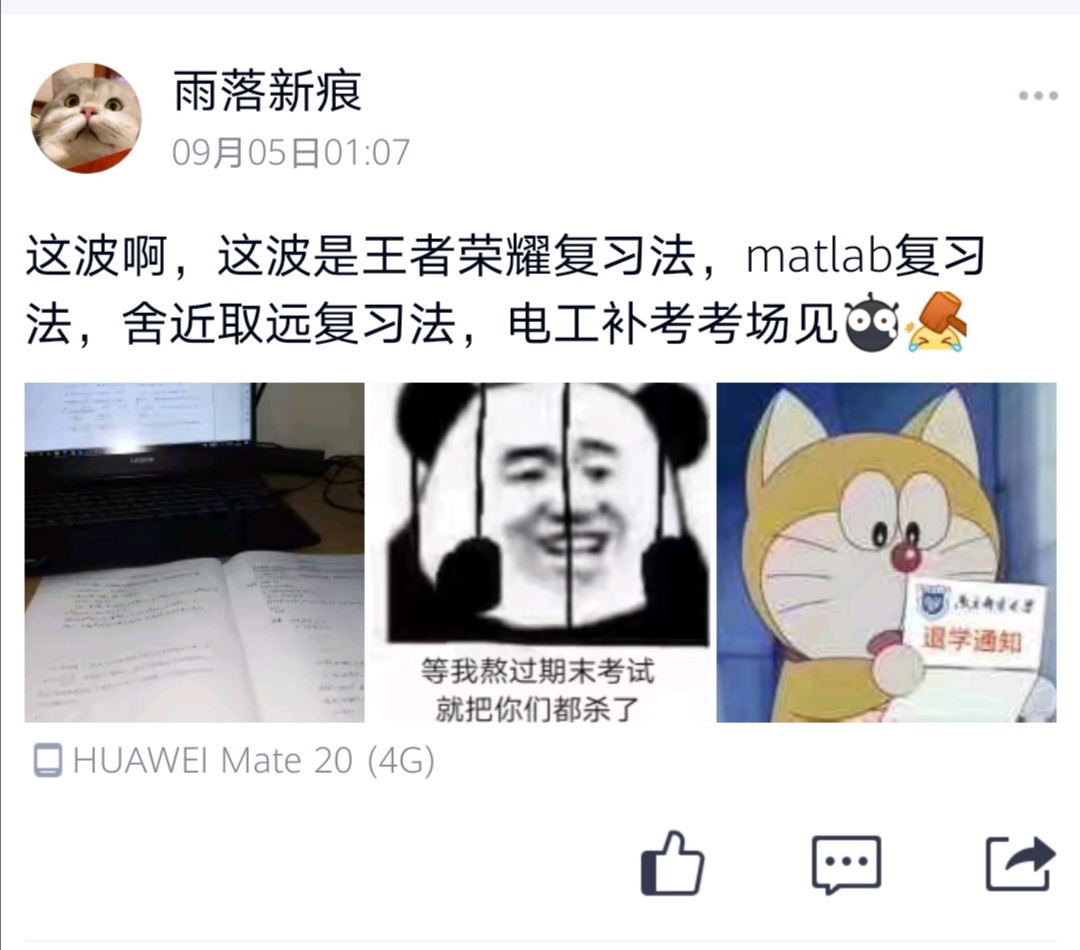 雨落新痕
09月05日01:07
这波啊，这波是王者荣耀复习法，matlab复习
法，舍近取远复习法，电工补考考场见
等我熬过期末考试
就把你们都杀了
退学通知
HUAWEI Mate 20 (4G)